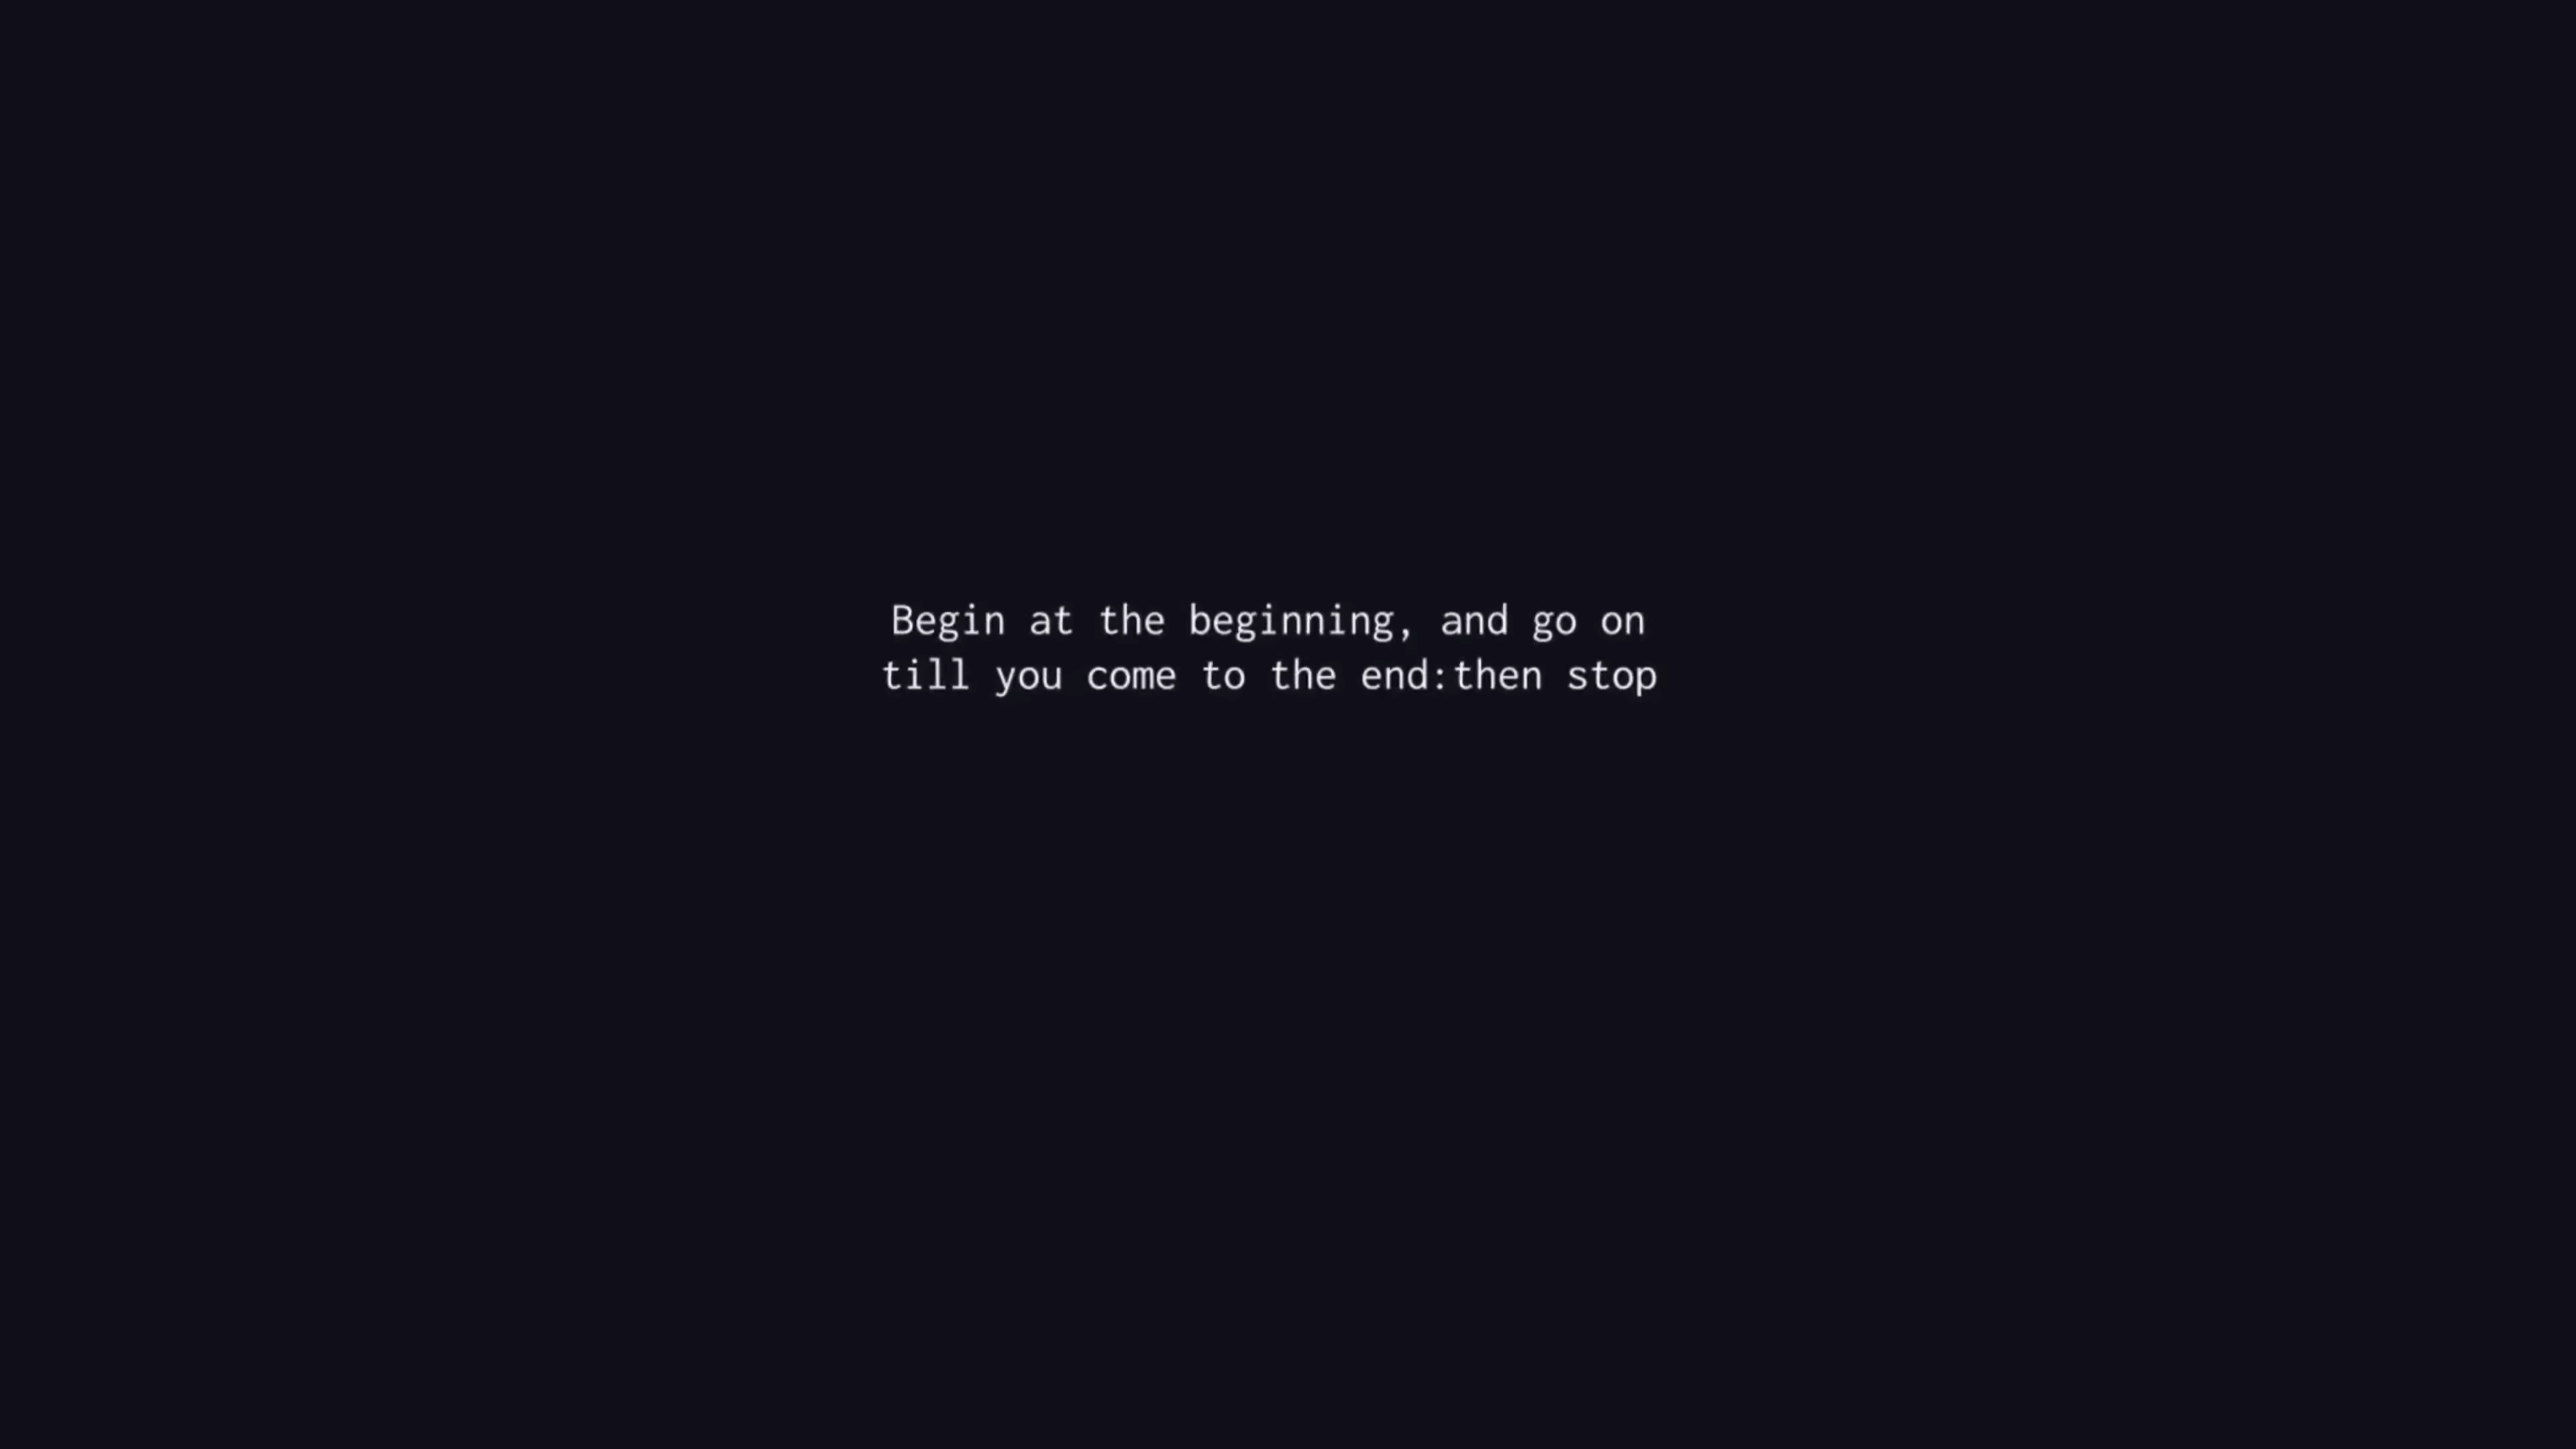 Begin at the beginning, and go on
till you come to the end:then stop